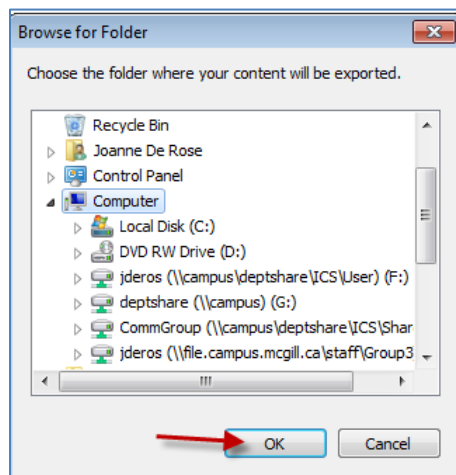 Browse for Folder
Choose the folder where your content will be exported.
Recycle Bin
Joanne De Rose
Control Panel
Computer
Local Disk (C:)
DVD RW Drive (D:)
jderos (\\campus\deptshare\ICS\User) (F:)
deptshare (\\campus) (G:)
CommGroup (\\campus\deptshare\ICS\Shar
jderos (\\file.campus.mcgill.ca\staff\Group3
OK
Cancel